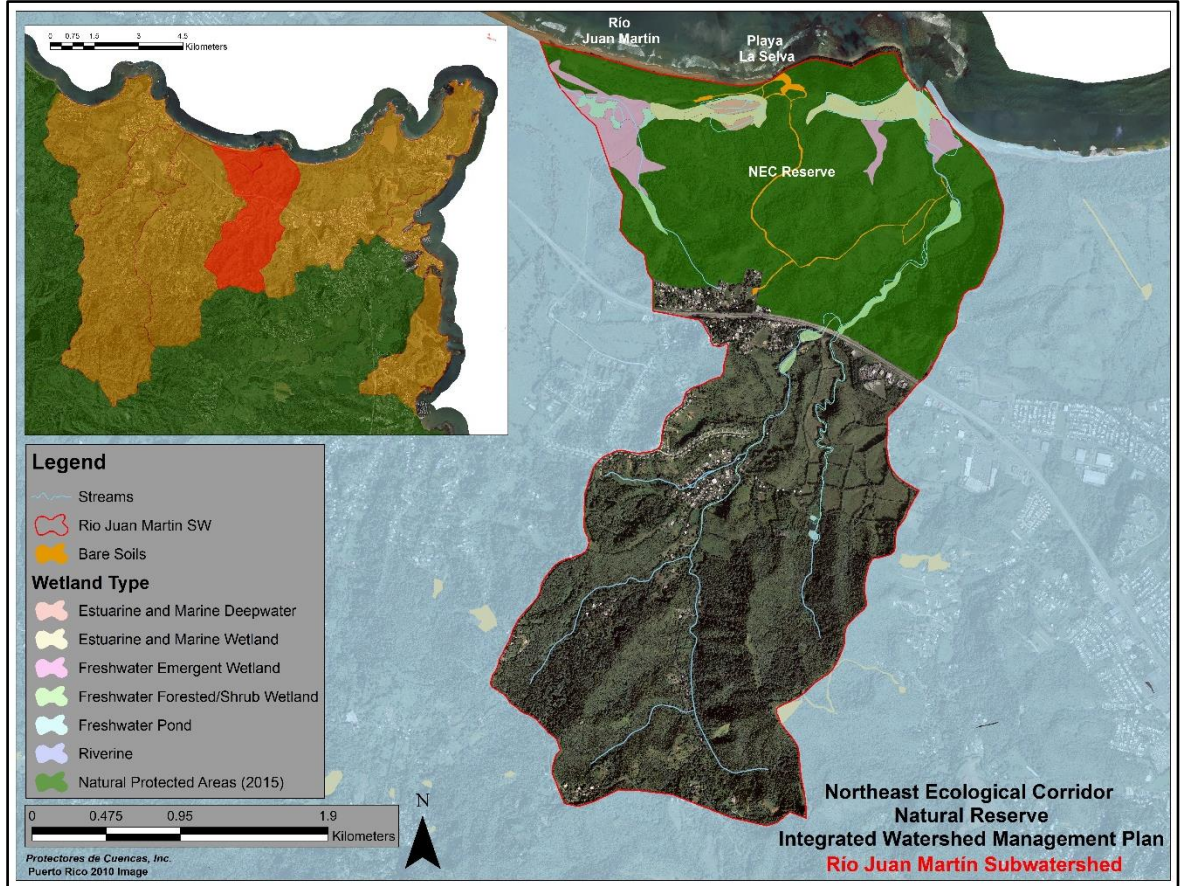 0 0.75 1.5 3 4.5
Kilometers
Río
Juan Martín
Playa
La Selva
NEC Reserve
Legend
Streams
Rio Juan Martin SW
Bare Soils
Wetland Type
Estuarine and Marine Deepwater
Estuarine and Marine Wetland
Freshwater Emergent Wetland
Freshwater Forested/Shrub Wetland
Freshwater Pond
Riverine
Natural Protected Areas (2015)
0 0.475 0.95 1.9
Kilometers
N
Protectores de Cuencas, Inc.
Puerto Rico 2010 Image
Northeast Ecological Corridor
Natural Reserve
Integrated Watershed Management Plan
Río Juan Martín Subwatershed